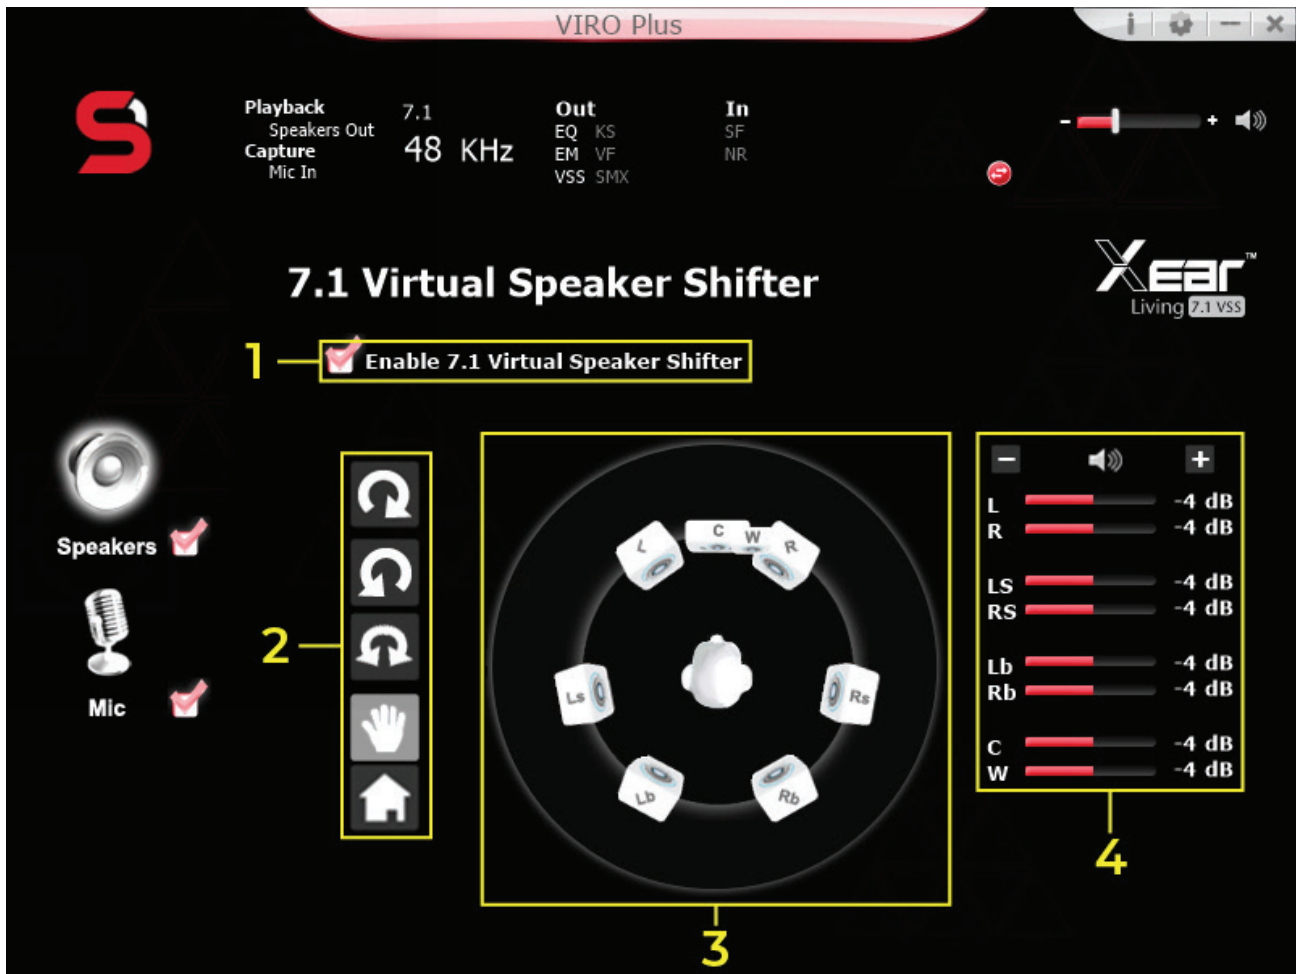 VIRO Plus
Playback 7.1
Speakers Out
Capture 48 KHz
Mic In
Out In
EQ KS SF
EM VF NR
VSS SMX
- +
Xear™
Living 7.1 VSS
7.1 Virtual Speaker Shifter
1 Enable 7.1 Virtual Speaker Shifter
Speakers
Mic
2
L C W R
Ls Rs
Lb Rb
3
- +
L -4 dB
R -4 dB
LS -4 dB
RS -4 dB
Lb -4 dB
Rb -4 dB
C -4 dB
W -4 dB
4